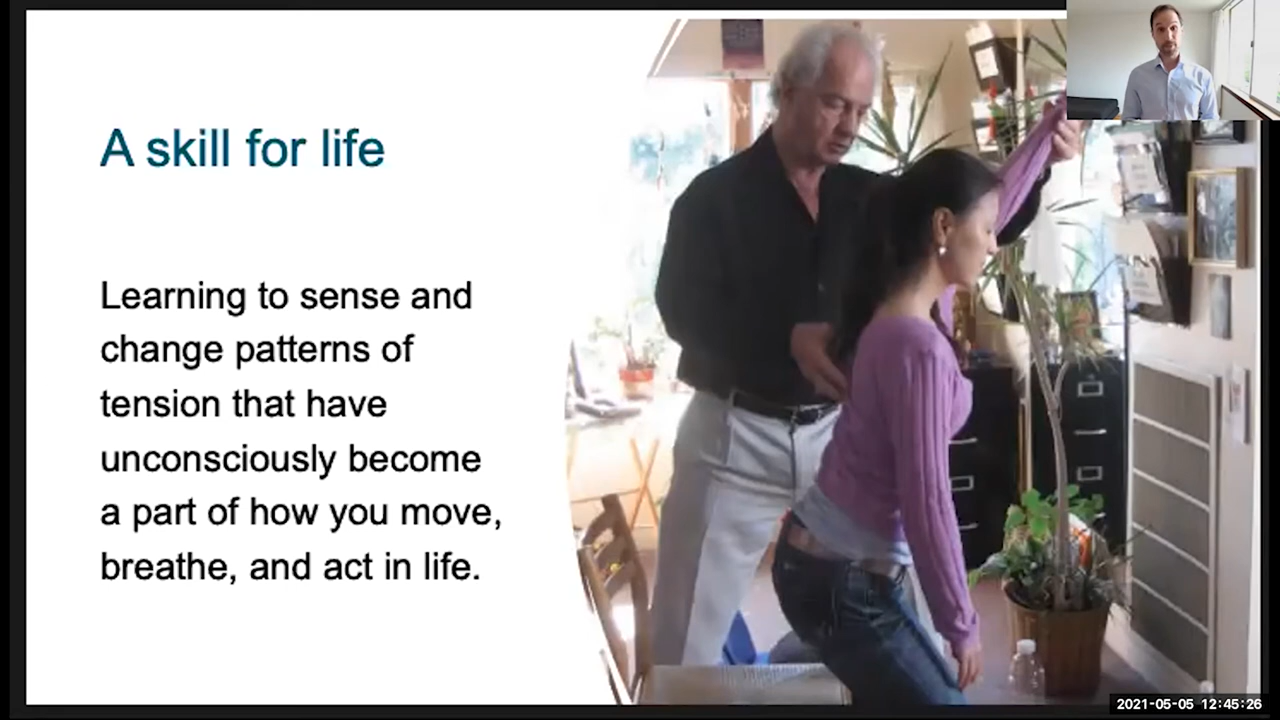 A skill for life
Learning to sense and
change patterns of
tension that have
unconsciously become
a part of how you move,
breathe, and act in life.
2021-05-05 12:45:26